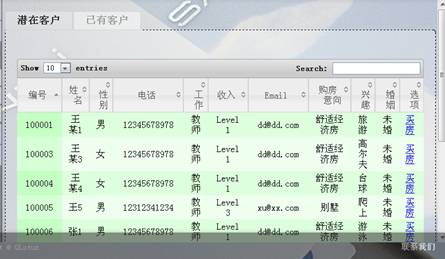 潜在客户 已有客户
Show 10 entries Search:
编号 姓名 性别 电话 工作 收入 Email 购房意向 兴趣 婚姻 选项
100001 王某1 男 12345678978 教师 Level 1 dd@dd.com 舒适经济房 旅游 未婚 买房
100003 王某3 女 12345678978 教师 Level 1 dd@dd.com 舒适经济房 高尔夫 未婚 买房
100004 王某4 女 12345678978 教师 Level 1 dd@dd.com 舒适经济房 台球 未婚 买房
100005 王5 男 12312341234 教师 Level 3 xu@xx.com 别墅 爬上 未婚 买房
100006 张1 男 12345678978 教师 Level 1 dd@dd.com 舒适经济房 游泳 未婚 买房
联系我们